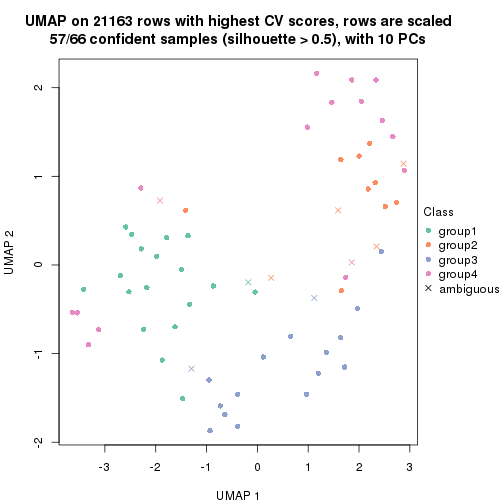 UMAP on 21163 rows with highest CV scores, rows are scaled
57/66 confident samples (silhouette > 0.5), with 10 PCs
UMAP 2
2
1
0
-1
-2
-3
-2
-1
0
1
2
3
UMAP 1
Class
group1
group2
group3
group4
ambiguous